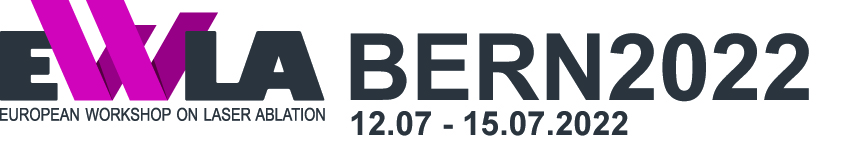 EWLA BERN2022
EUROPEAN WORKSHOP ON LASER ABLATION
12.07 - 15.07.2022